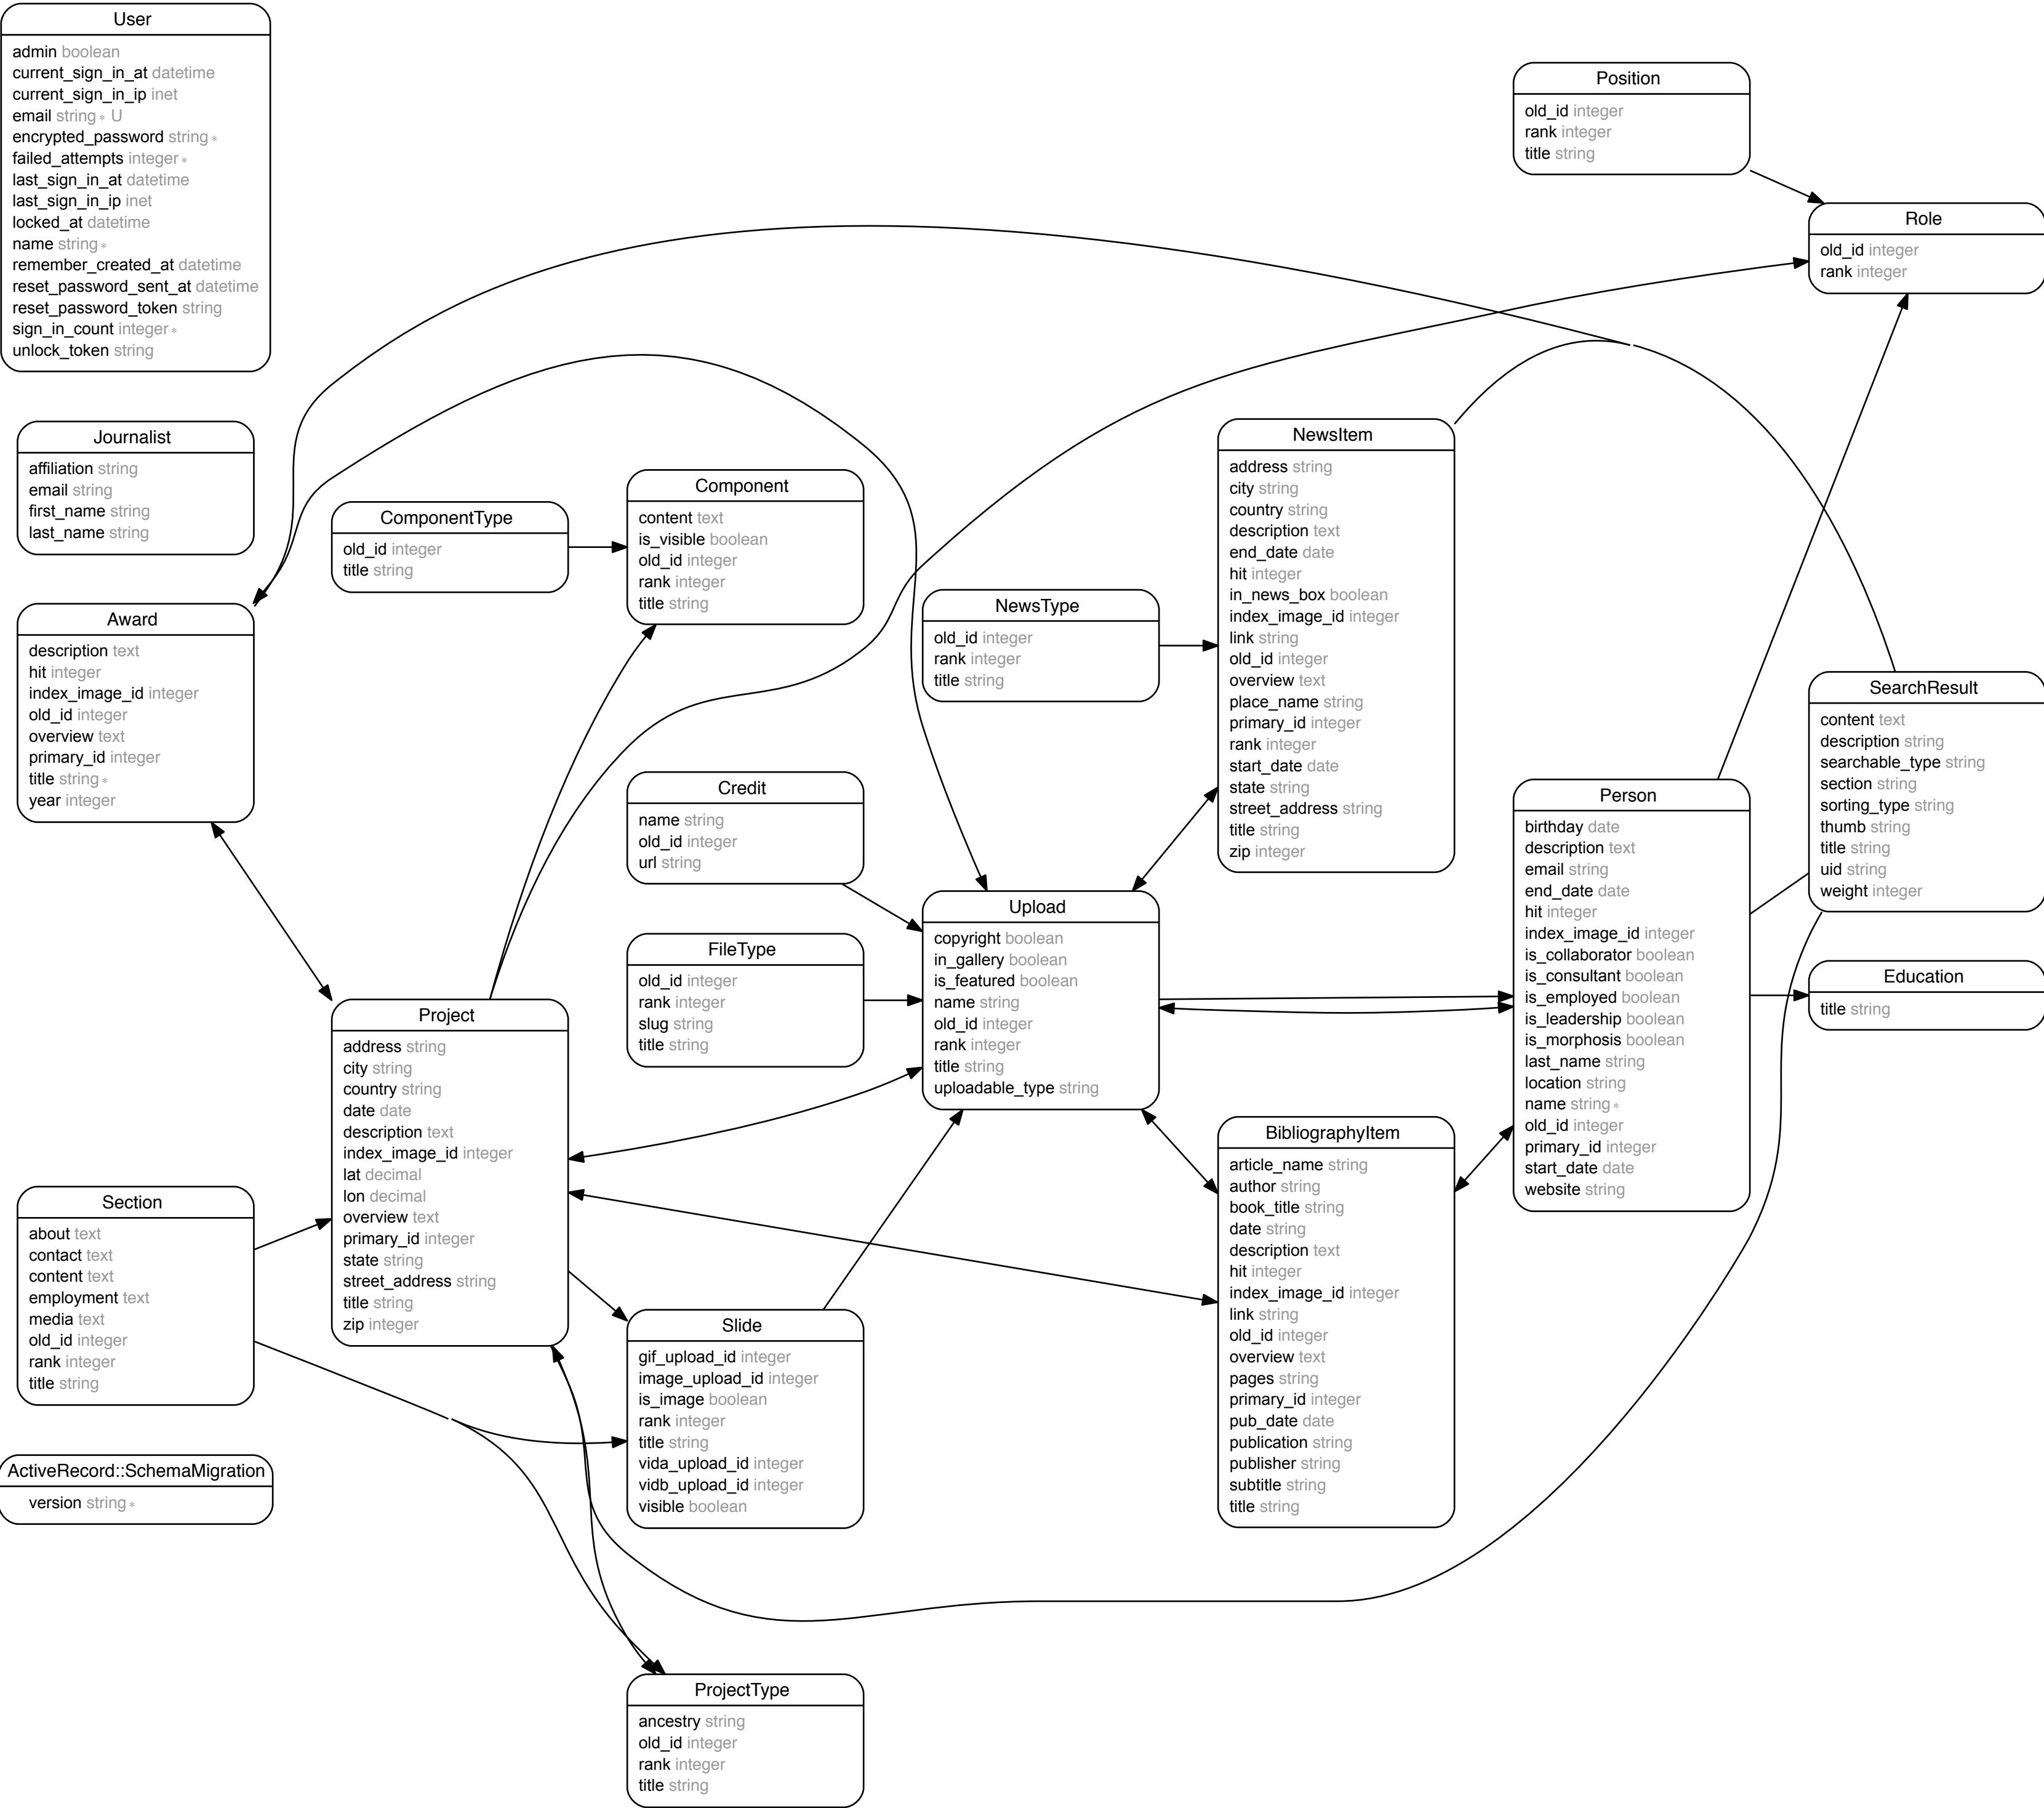 User
admin boolean
current_sign_in_at datetime
current_sign_in_ip inet
email string * U
encrypted_password string *
failed_attempts integer *
last_sign_in_at datetime
last_sign_in_ip inet
locked_at datetime
name string *
remember_created_at datetime
reset_password_sent_at datetime
reset_password_token string
sign_in_count integer *
unlock_token string
Position
old_id integer
rank integer
title string
Role
old_id integer
rank integer
Journalist
affiliation string
email string
first_name string
last_name string
ComponentType
old_id integer
title string
Component
content text
is_visible boolean
old_id integer
rank integer
title string
NewsItem
address string
city string
country string
description text
end_date date
hit integer
in_news_box boolean
index_image_id integer
link string
old_id integer
overview text
place_name string
primary_id integer
rank integer
start_date date
state string
street_address string
title string
zip integer
NewsType
old_id integer
rank integer
title string
Award
description text
hit integer
index_image_id integer
old_id integer
overview text
primary_id integer
title string *
year integer
SearchResult
content text
description string
searchable_type string
section string
sorting_type string
thumb string
title string
uid string
weight integer
Credit
name string
old_id integer
url string
Person
birthday date
description text
email string
end_date date
hit integer
index_image_id integer
is_collaborator boolean
is_consultant boolean
is_employed boolean
is_leadership boolean
is_morphosis boolean
last_name string
location string
name string *
old_id integer
primary_id integer
start_date date
website string
Upload
copyright boolean
in_gallery boolean
is_featured boolean
name string
old_id integer
rank integer
title string
uploadable_type string
FileType
old_id integer
rank integer
slug string
title string
Education
title string
Project
address string
city string
country string
date date
description text
index_image_id integer
lat decimal
lon decimal
overview text
primary_id integer
state string
street_address string
title string
zip integer
BibliographyItem
article_name string
author string
book_title string
date string
description text
hit integer
index_image_id integer
link string
old_id integer
overview text
pages string
primary_id integer
pub_date date
publication string
publisher string
subtitle string
title string
Section
about text
contact text
content text
employment text
media text
old_id integer
rank integer
title string
Slide
gif_upload_id integer
image_upload_id integer
is_image boolean
rank integer
title string
vida_upload_id integer
vidb_upload_id integer
visible boolean
ActiveRecord::SchemaMigration
version string *
ProjectType
ancestry string
old_id integer
rank integer
title string